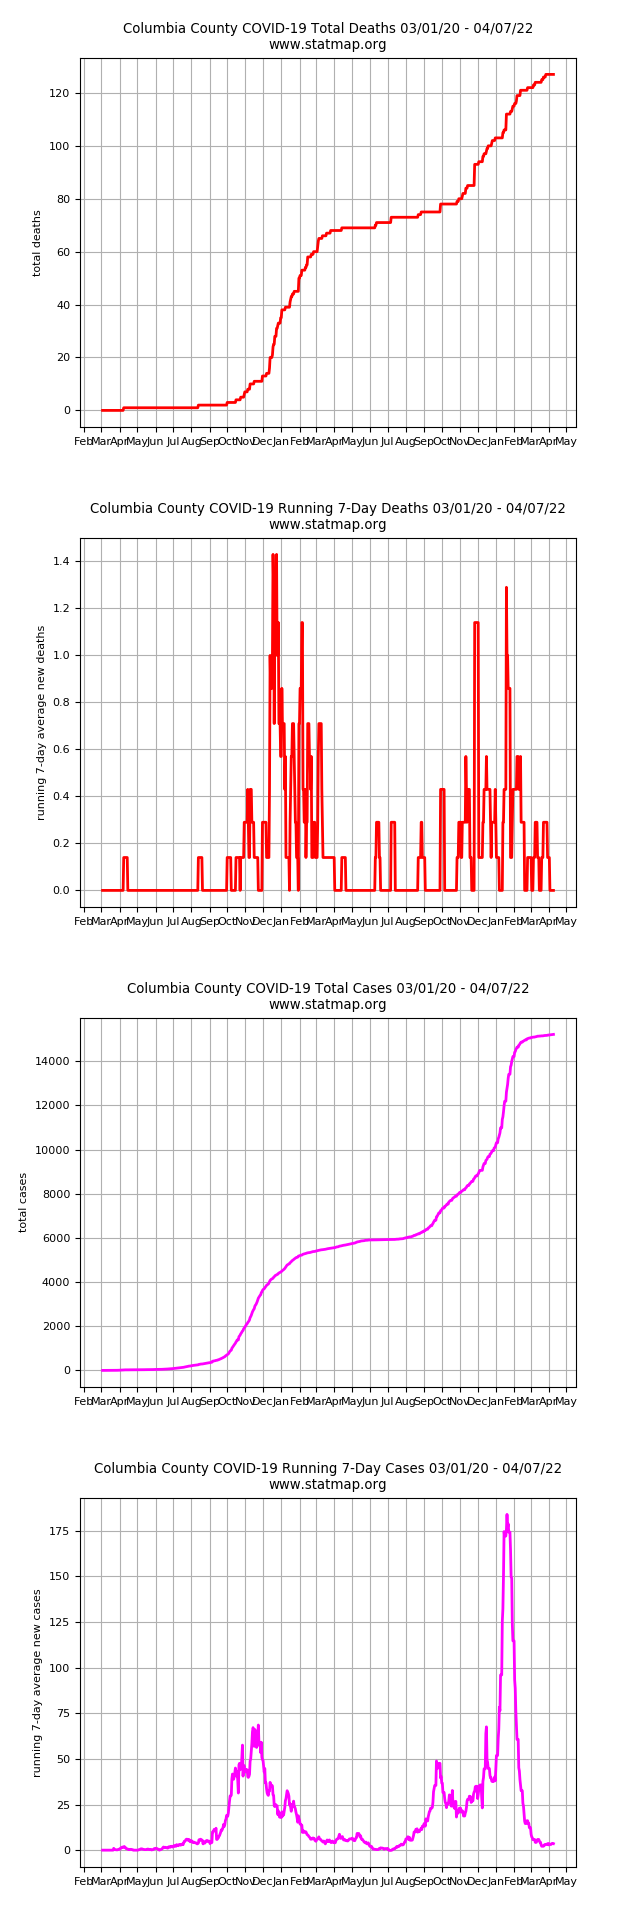 Columbia County COVID-19 Total Deaths 03/01/20 - 04/07/22
www.statmap.org
120
100
80
60
40
20
0
total deaths
Feb Mar Apr May Jun Jul Aug Sep Oct Nov Dec Jan Feb Mar Apr May Jun Jul Aug Sep Oct Nov Dec Jan Feb Mar Apr May
Columbia County COVID-19 Running 7-Day Deaths 03/01/20 - 04/07/22
www.statmap.org
1.4
1.2
1.0
0.8
0.6
0.4
0.2
0.0
running 7-day average new deaths
Feb Mar Apr May Jun Jul Aug Sep Oct Nov Dec Jan Feb Mar Apr May Jun Jul Aug Sep Oct Nov Dec Jan Feb Mar Apr May
Columbia County COVID-19 Total Cases 03/01/20 - 04/07/22
www.statmap.org
14000
12000
10000
8000
6000
4000
2000
0
total cases
Feb Mar Apr May Jun Jul Aug Sep Oct Nov Dec Jan Feb Mar Apr May Jun Jul Aug Sep Oct Nov Dec Jan Feb Mar Apr May
Columbia County COVID-19 Running 7-Day Cases 03/01/20 - 04/07/22
www.statmap.org
175
150
125
100
75
50
25
0
running 7-day average new cases
Feb Mar Apr May Jun Jul Aug Sep Oct Nov Dec Jan Feb Mar Apr May Jun Jul Aug Sep Oct Nov Dec Jan Feb Mar Apr May